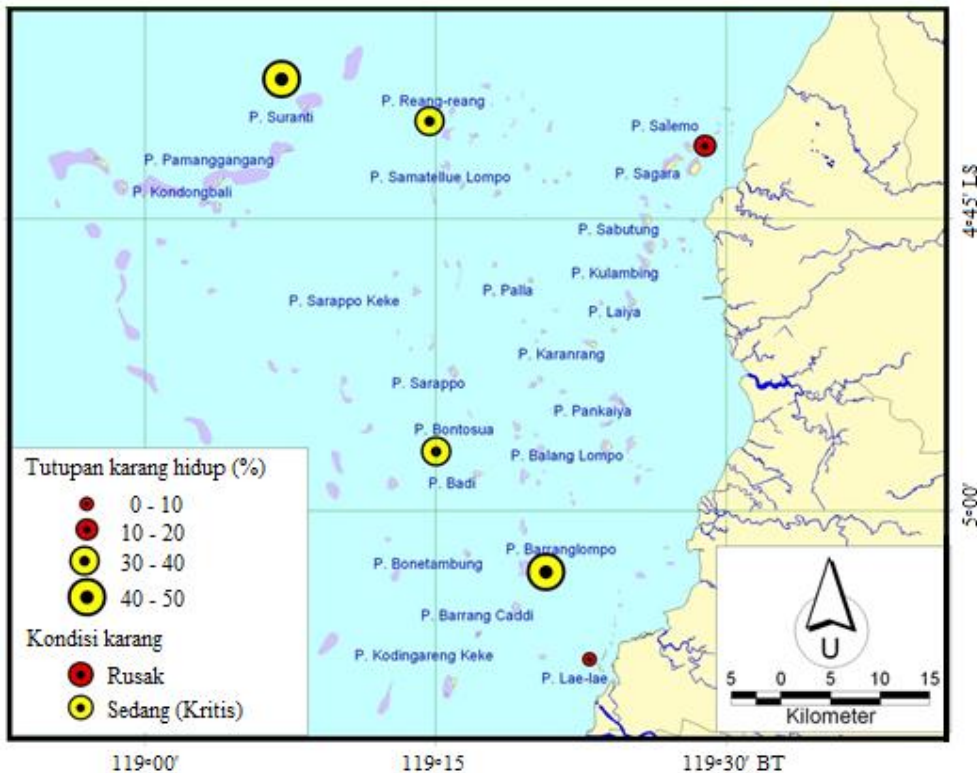 P. Suranti
P. Reang-reang
P. Salemo
P. Pamanggangang
P. Samatellue Lompo
P. Sagara
P. Kondongbali
4°45' LS
P. Sabutung
P. Kulambing
P. Sarappo Keke
P. Palla
P. Laiya
P. Karanrang
P. Sarappo
P. Pankaiya
P. Bontosua
P. Balang Lompo
P. Badi
5°00'
P. Barranglompo
P. Bonetambung
P. Barrang Caddi
P. Kodingareng Keke
P. Lae-lae
Tutupan karang hidup (%)
0 - 10
10 - 20
30 - 40
40 - 50
Kondisi karang
Rusak
Sedang (Kritis)
U
5 0 5 10 15
Kilometer
119°00' 119°15 119°30' BT